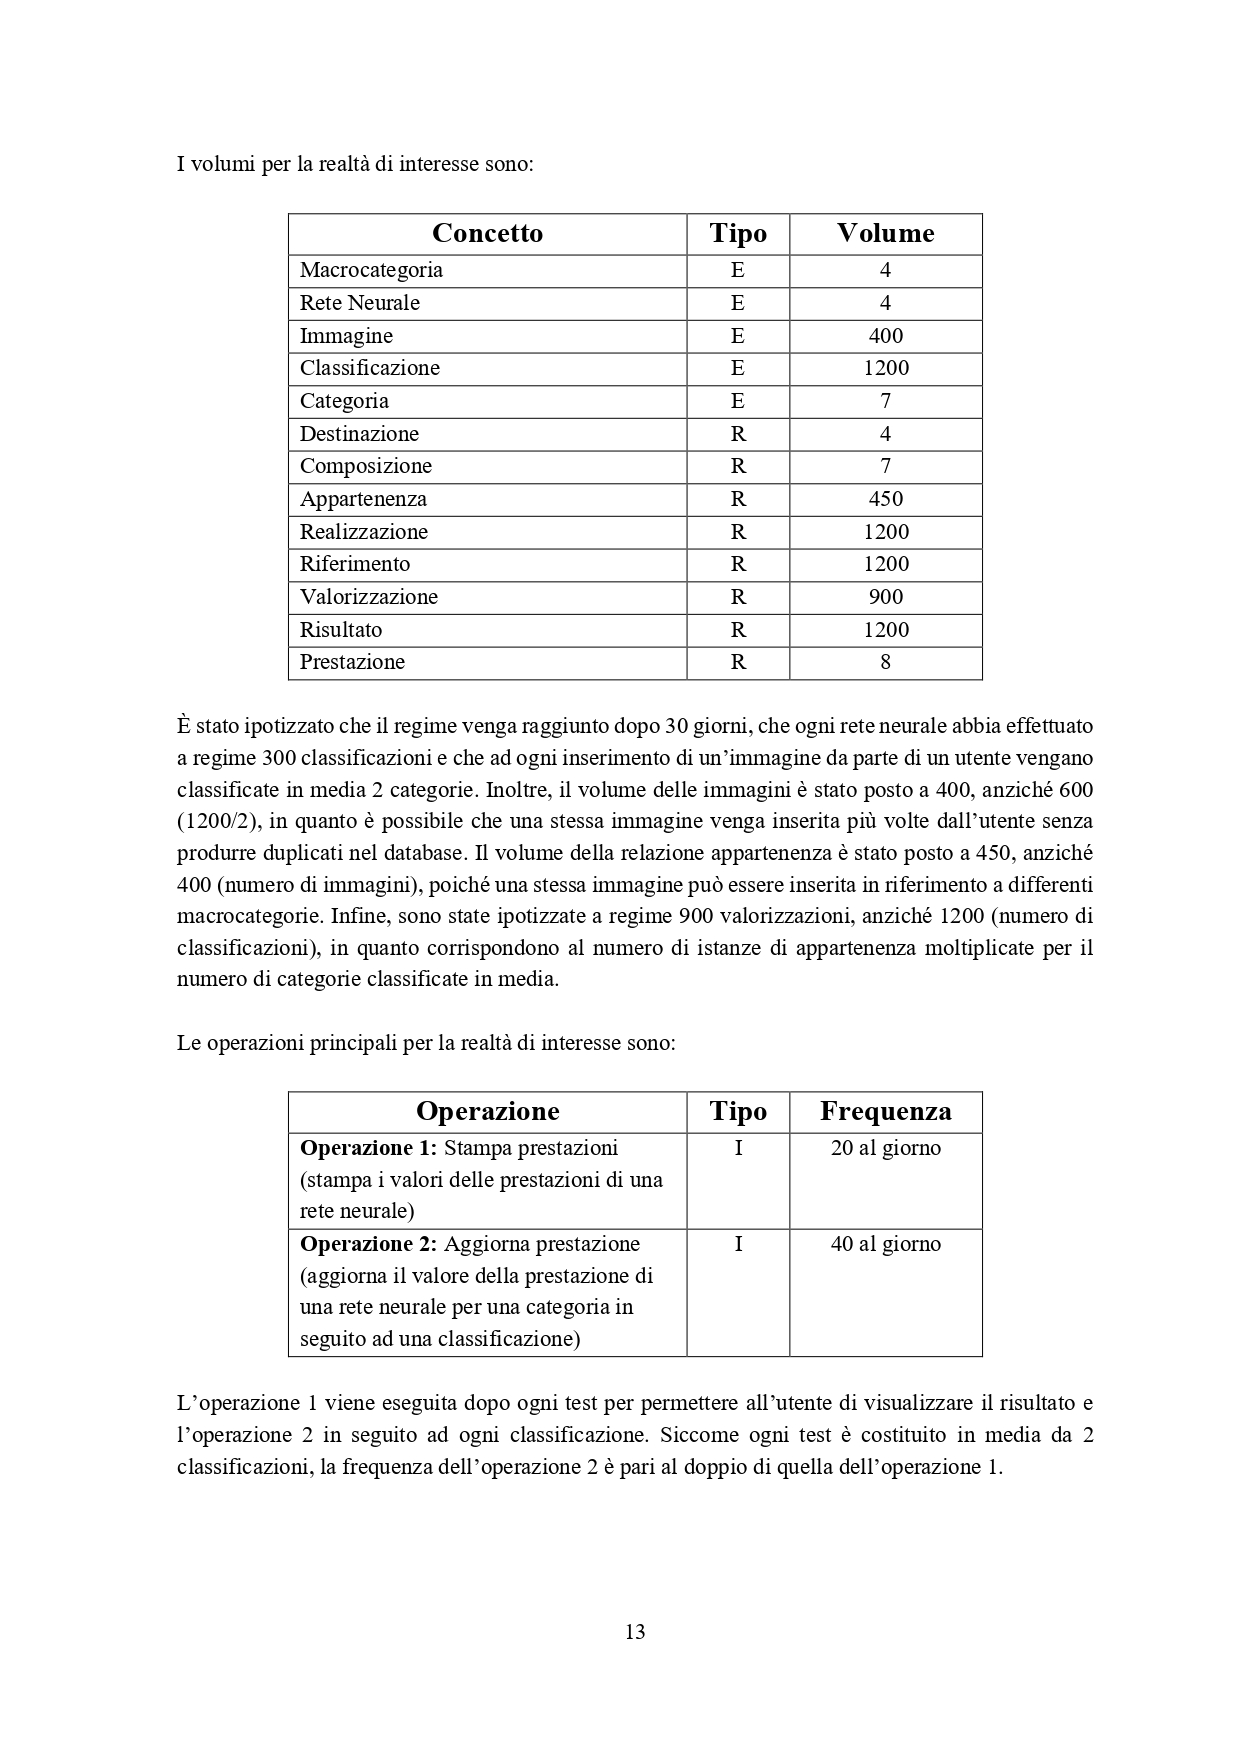 I volumi per la realtà di interesse sono:
Concetto Tipo Volume
Macrocategoria E 4
Rete Neurale E 4
Immagine E 400
Classificazione E 1200
Categoria E 7
Destinazione R 4
Composizione R 7
Appartenenza R 450
Realizzazione R 1200
Riferimento R 1200
Valorizzazione R 900
Risultato R 1200
Prestazione R 8
È stato ipotizzato che il regime venga raggiunto dopo 30 giorni, che ogni rete neurale abbia effettuato
a regime 300 classificazioni e che ad ogni inserimento di un’immagine da parte di un utente vengano
classificate in media 2 categorie. Inoltre, il volume delle immagini è stato posto a 400, anziché 600
(1200/2), in quanto è possibile che una stessa immagine venga inserita più volte dall’utente senza
produrre duplicati nel database. Il volume della relazione appartenenza è stato posto a 450, anziché
400 (numero di immagini), poiché una stessa immagine può essere inserita in riferimento a differenti
macrocategorie. Infine, sono state ipotizzate a regime 900 valorizzazioni, anziché 1200 (numero di
classificazioni), in quanto corrispondono al numero di istanze di appartenenza moltiplicate per il
numero di categorie classificate in media.
Le operazioni principali per la realtà di interesse sono:
Operazione Tipo Frequenza
Operazione 1: Stampa prestazioni I 20 al giorno
(stampa i valori delle prestazioni di una
rete neurale)
Operazione 2: Aggiorna prestazione I 40 al giorno
(aggiorna il valore della prestazione di
una rete neurale per una categoria in
seguito ad una classificazione)
L’operazione 1 viene eseguita dopo ogni test per permettere all’utente di visualizzare il risultato e
l’operazione 2 in seguito ad ogni classificazione. Siccome ogni test è costituito in media da 2
classificazioni, la frequenza dell’operazione 2 è pari al doppio di quella dell’operazione 1.
13